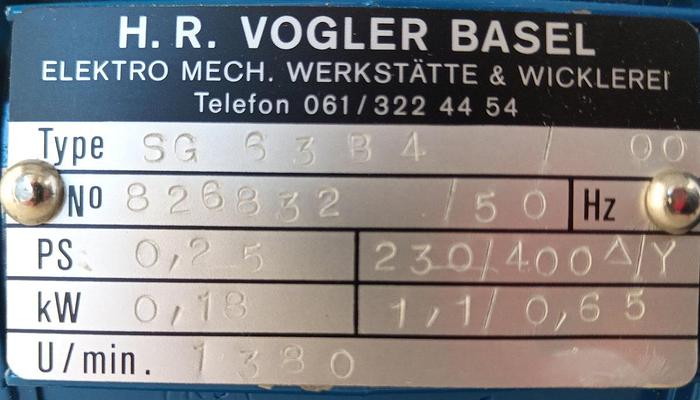 H. R. VOGLER BASEL
ELEKTRO MECH. WERKSTÄTTE & WICKLEREI
Telefon 061/322 44 54
Type SG 63B4 / 00
No 826832 / 50 Hz
PS 0,25 230/400 Δ/Y
kW 0,18 1,1/0,65
U/min. 1380